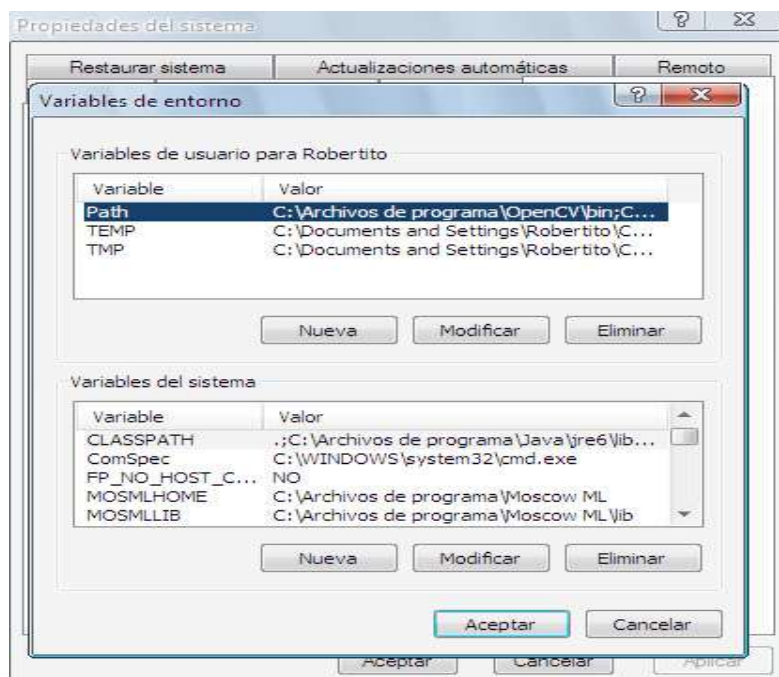 Propiedades del sistema
Restaurar sistema Actualizaciones automáticas Remoto
Variables de entorno
Variables de usuario para Robertito
Variable Valor
Path C:\Archivos de programa\OpenCV\bin;C...
TEMP C:\Documents and Settings\Robertito\C...
TMP C:\Documents and Settings\Robertito\C...
Nueva Modificar Eliminar
Variables del sistema
Variable Valor
CLASSPATH .;C:\Archivos de programa\Java\jre6\lib...
ComSpec C:\WINDOWS\system32\cmd.exe
FP_NO_HOST_C... NO
MOSMLHOME C:\Archivos de programa\Moscow ML
MOSMLLIB C:\Archivos de programa\Moscow ML\lib
Nueva Modificar Eliminar
Aceptar Cancelar
Aceptar Cancelar Aplicar